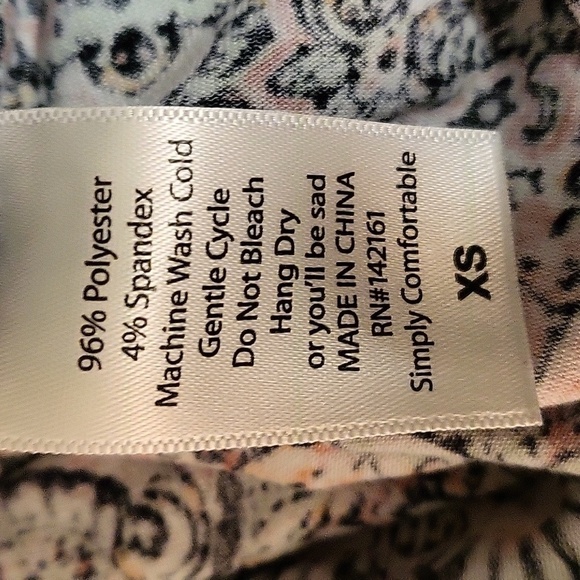 96% Polyester
4% Spandex
Machine Wash Cold
Gentle Cycle
Do Not Bleach
Hang Dry
or you'll be sad
MADE IN CHINA
RN#142161
Simply Comfortable
XS